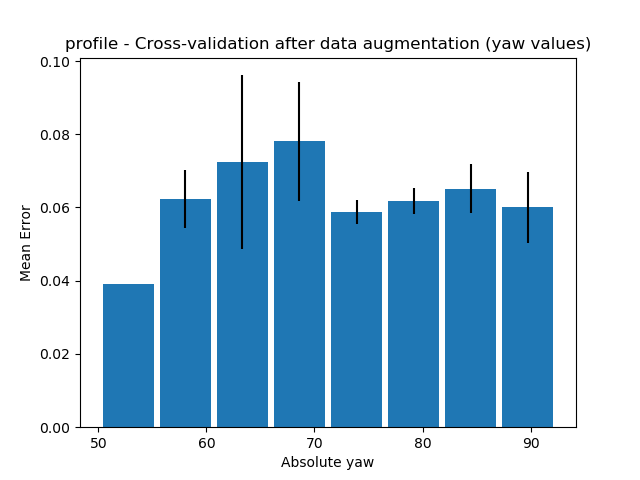 profile - Cross-validation after data augmentation (yaw values)
0.10
0.08
0.06
0.04
0.02
0.00
Mean Error
50 60 70 80 90
Absolute yaw